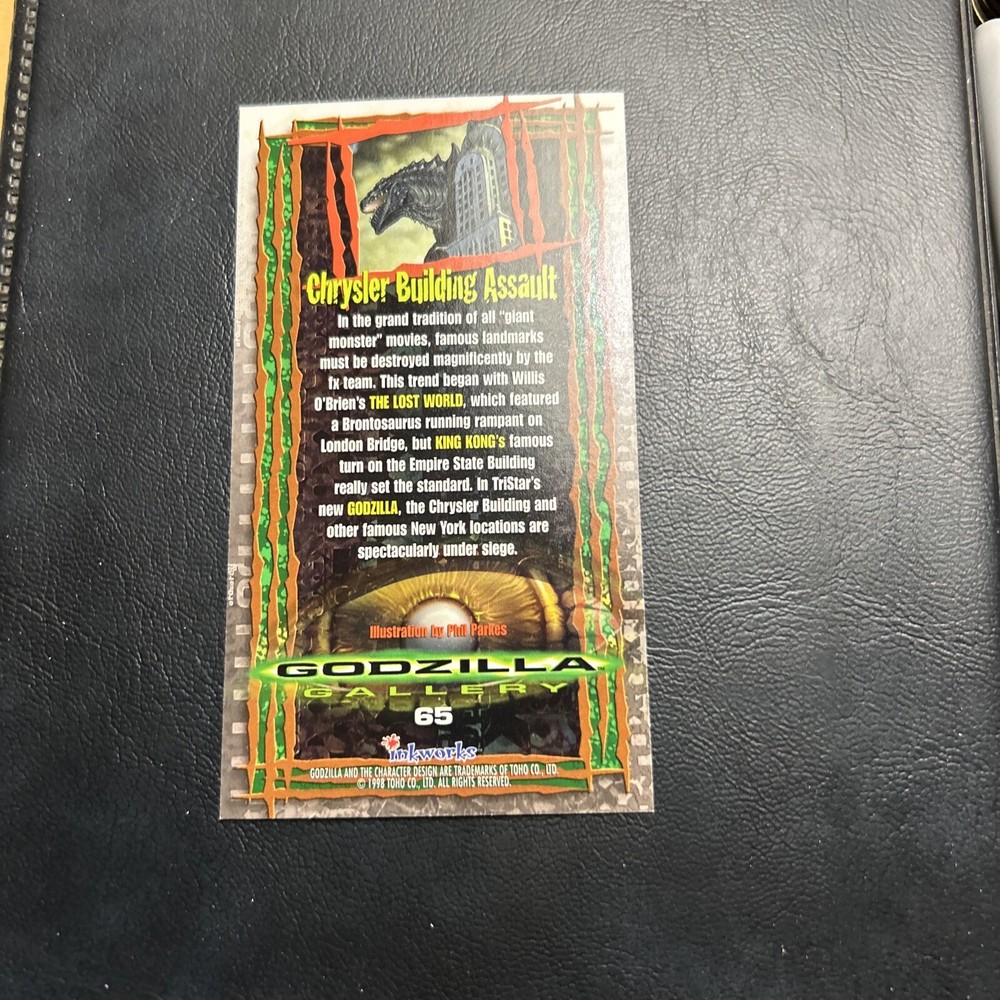 Chrysler Building Assault
In the grand tradition of all "giant
monster" movies, famous landmarks
must be destroyed magnificently by the
fx team. This trend began with Willis
O'Brien's THE LOST WORLD, which featured
a Brontosaurus running rampant on
London Bridge, but KING KONG's famous
turn on the Empire State Building
really set the standard. In TriStar's
new GODZILLA, the Chrysler Building and
other famous New York locations are
spectacularly under siege.
Illustration by Phil Parkes
GODZILLA
GALLERY
65
inkworks
GODZILLA AND THE CHARACTER DESIGN ARE TRADEMARKS OF TOHO CO., LTD.
© 1998 TOHO CO., LTD. ALL RIGHTS RESERVED.